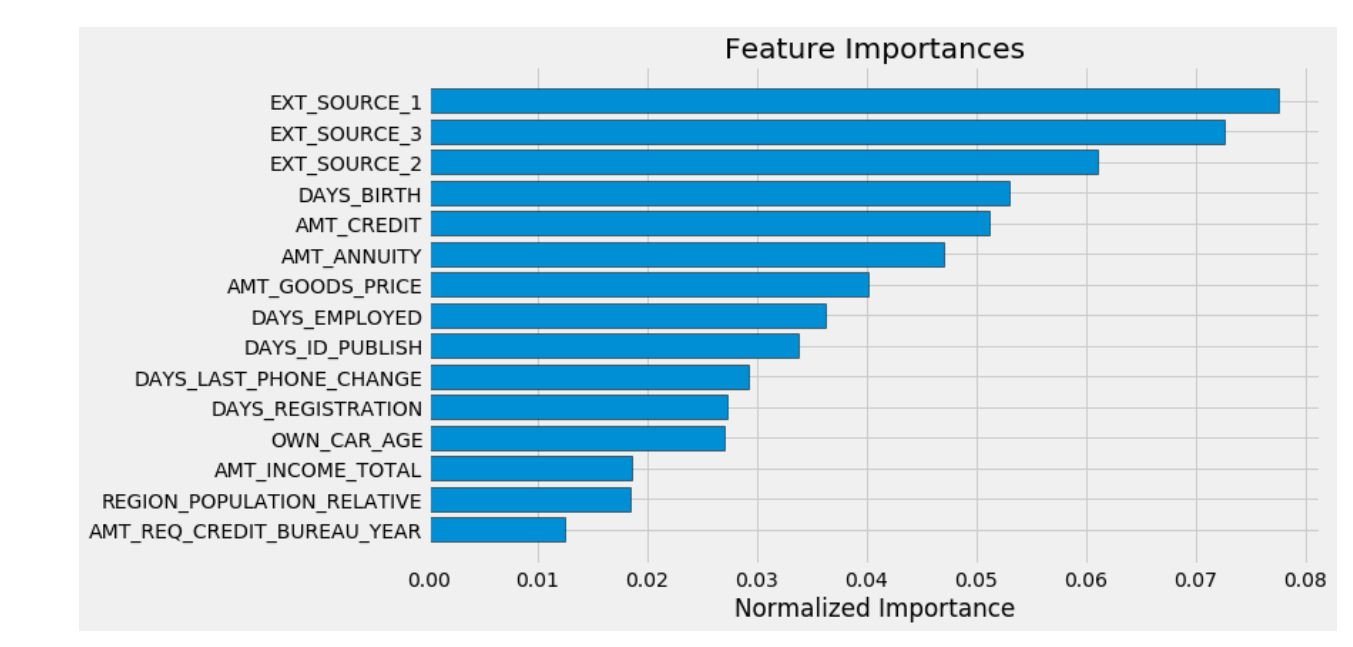 Feature Importances
EXT_SOURCE_1
EXT_SOURCE_3
EXT_SOURCE_2
DAYS_BIRTH
AMT_CREDIT
AMT_ANNUITY
AMT_GOODS_PRICE
DAYS_EMPLOYED
DAYS_ID_PUBLISH
DAYS_LAST_PHONE_CHANGE
DAYS_REGISTRATION
OWN_CAR_AGE
AMT_INCOME_TOTAL
REGION_POPULATION_RELATIVE
AMT_REQ_CREDIT_BUREAU_YEAR
0.00 0.01 0.02 0.03 0.04 0.05 0.06 0.07 0.08
Normalized Importance